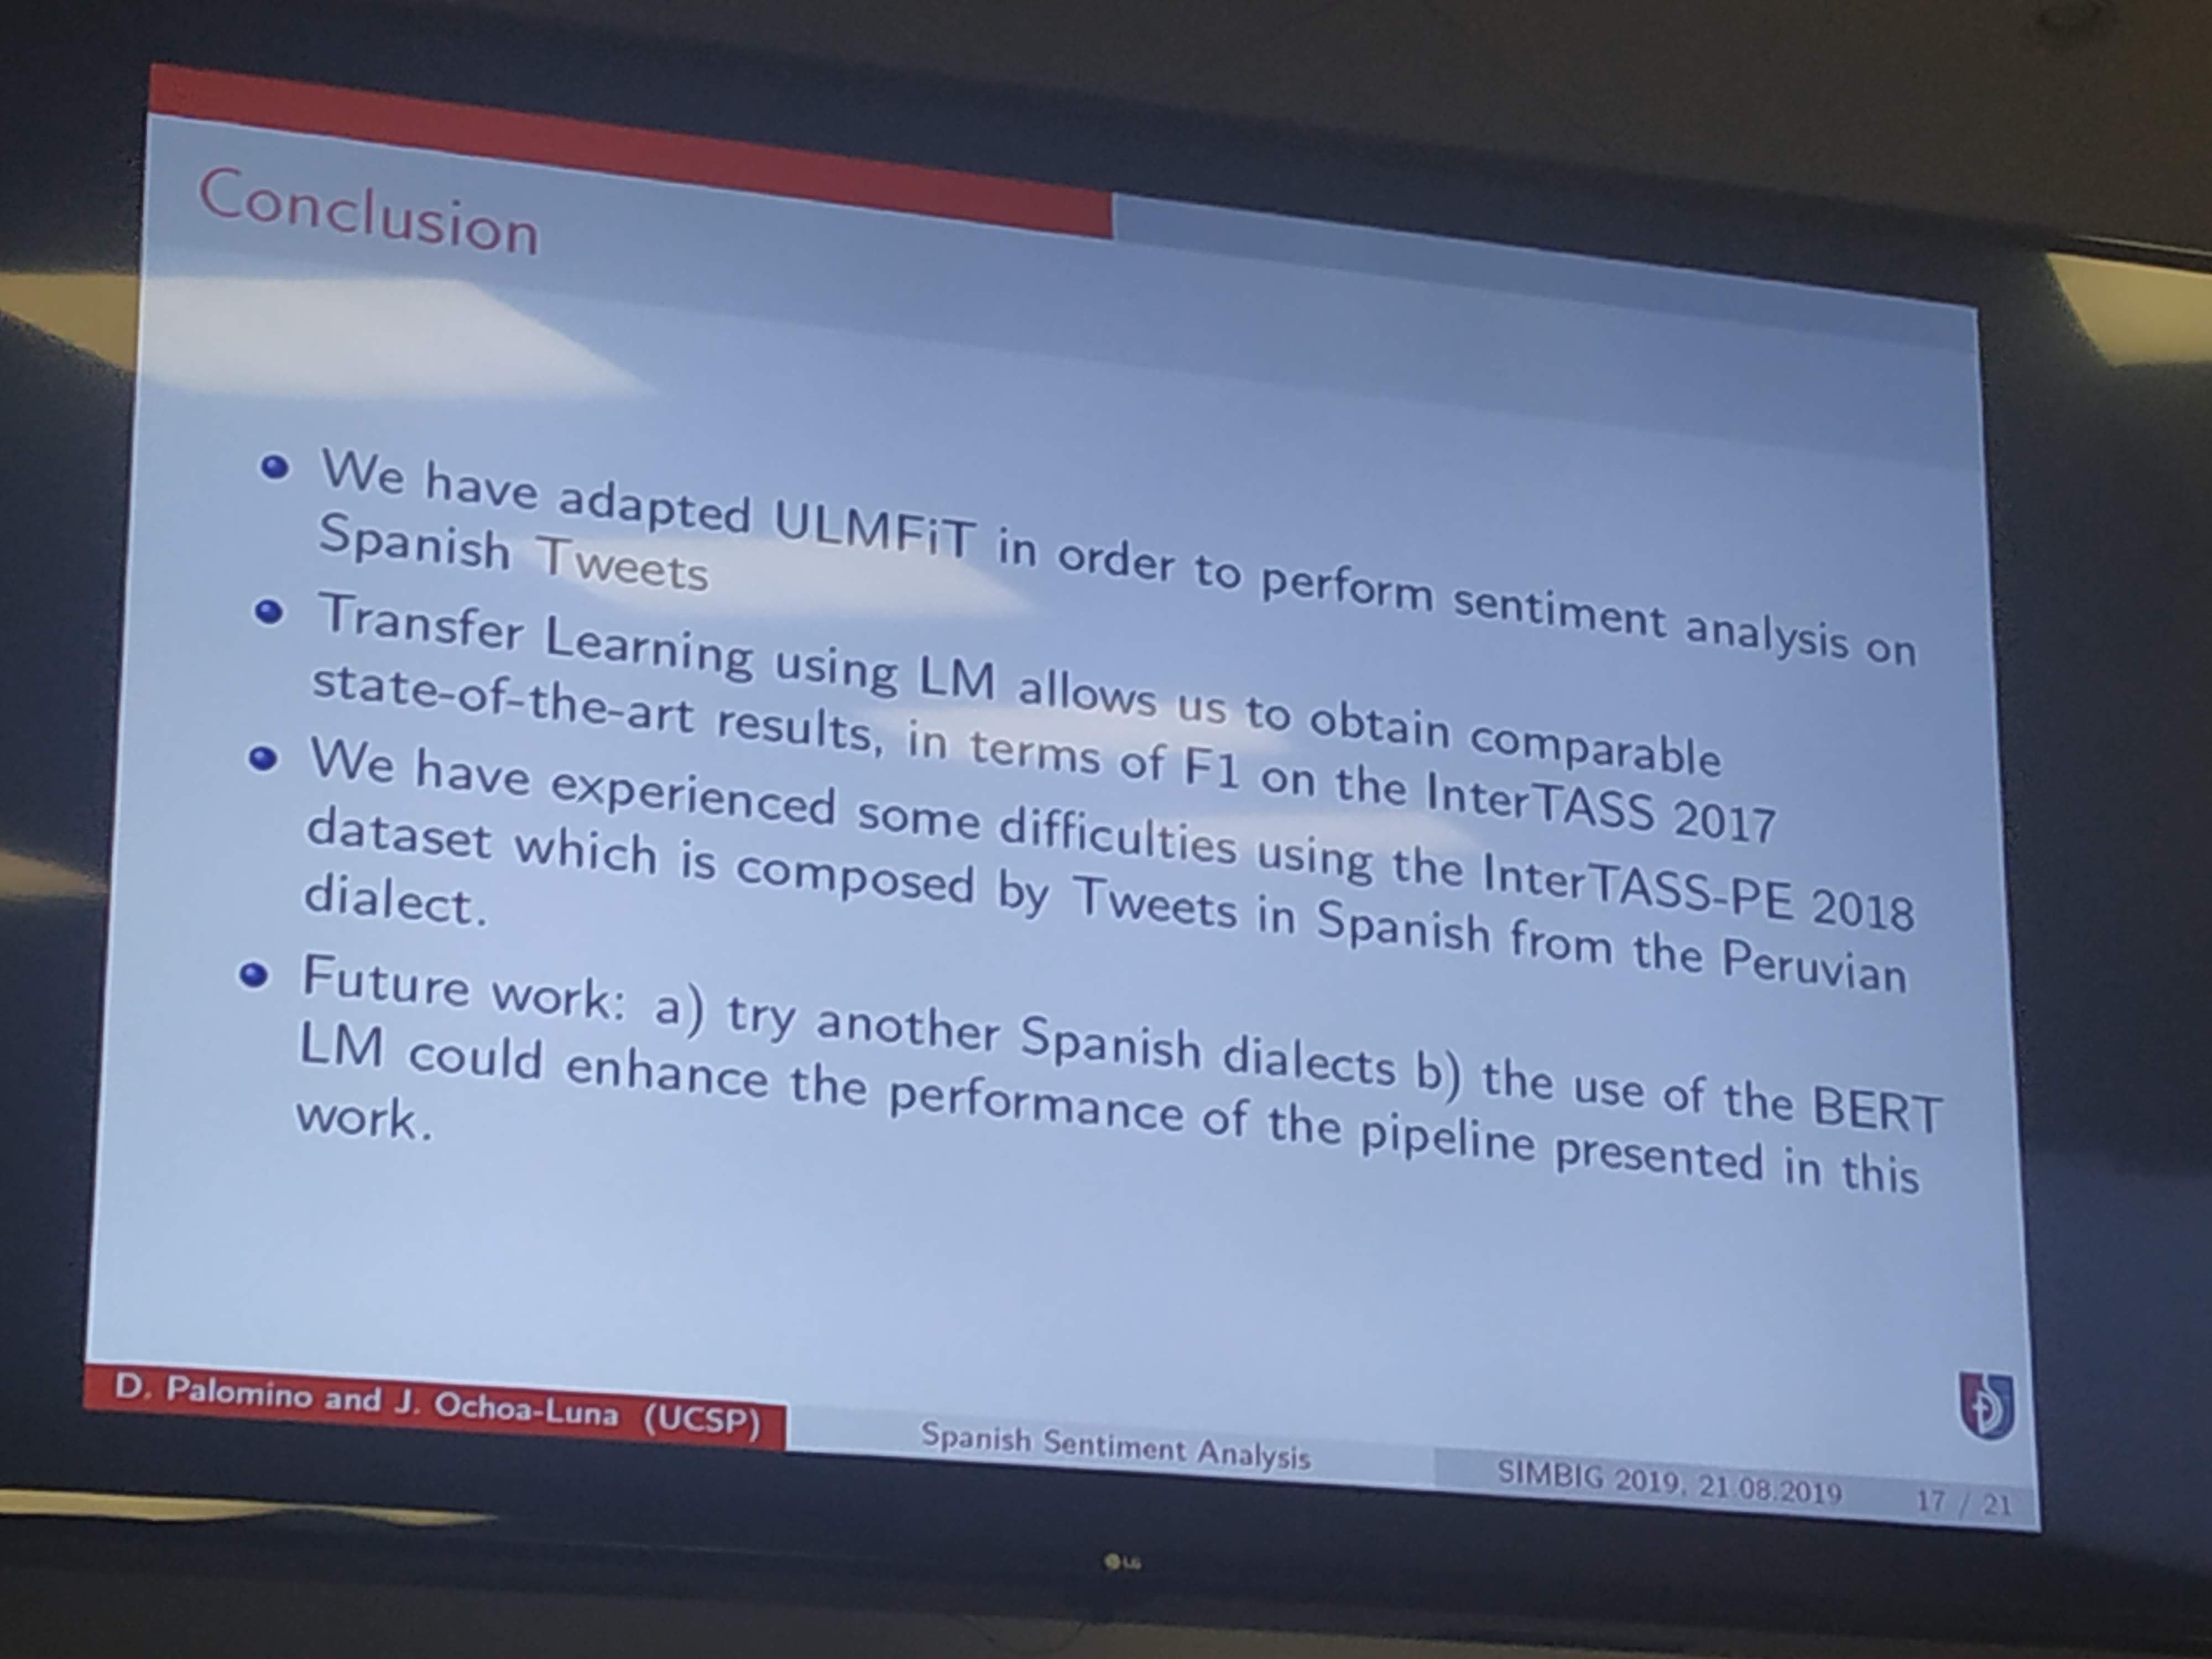 Conclusion
We have adapted ULMFiT in order to perform sentiment analysis on
Spanish Tweets
Transfer Learning using LM allows us to obtain comparable
state-of-the-art results, in terms of F1 on the InterTASS 2017
We have experienced some difficulties using the InterTASS-PE 2018
dataset which is composed by Tweets in Spanish from the Peruvian
dialect.
Future work: a) try another Spanish dialects b) the use of the BERT
LM could enhance the performance of the pipeline presented in this
work.
D. Palomino and J. Ochoa-Luna (UCSP)
Spanish Sentiment Analysis
SIMBIG 2019, 21.08.2019
17 / 21
LG